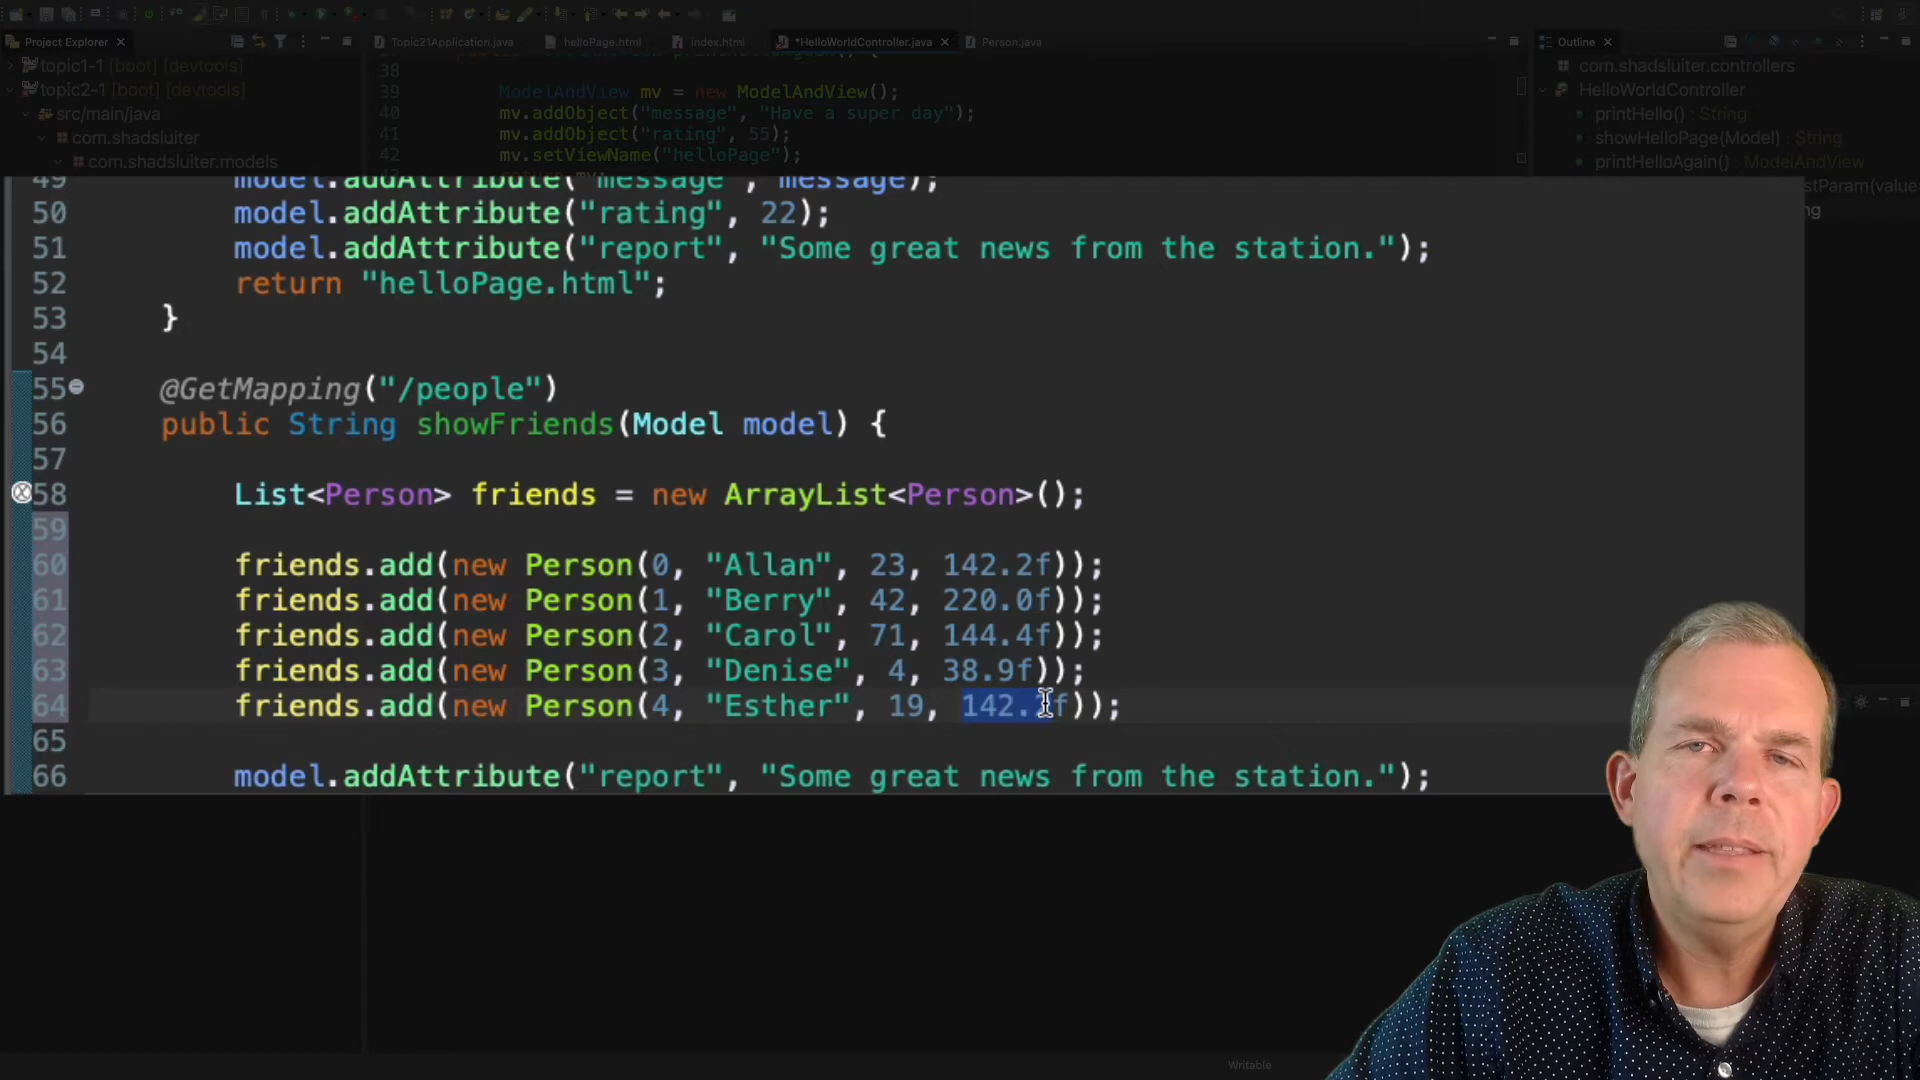 Project Explorer
Topic21Application.java
helloPage.html
index.html
*HelloWorldController.java
Person.java
Outline
topic1-1 [boot] [devtools]
topic2-1 [boot] [devtools]
src/main/java
com.shadsluiter
com.shadsluiter.models
38
39 ModelAndView mv = new ModelAndView();
40 mv.addObject("message", "Have a super day");
41 mv.addObject("rating", 55);
42 mv.setViewName("helloPage");
com.shadsluiter.controllers
HelloWorldController
printHello() : String
showHelloPage(Model) : String
printHelloAgain() : ModelAndView
49 model.addAttribute("message", message);
50 model.addAttribute("rating", 22);
51 model.addAttribute("report", "Some great news from the station.");
52 return "helloPage.html";
53 }
54
55 @GetMapping("/people")
56 public String showFriends(Model model) {
57
58 List<Person> friends = new ArrayList<Person>();
59
60 friends.add(new Person(0, "Allan", 23, 142.2f));
61 friends.add(new Person(1, "Berry", 42, 220.0f));
62 friends.add(new Person(2, "Carol", 71, 144.4f));
63 friends.add(new Person(3, "Denise", 4, 38.9f));
64 friends.add(new Person(4, "Esther", 19,
65
66 model.addAttribute("report", "Some great news from the station.");
Writable